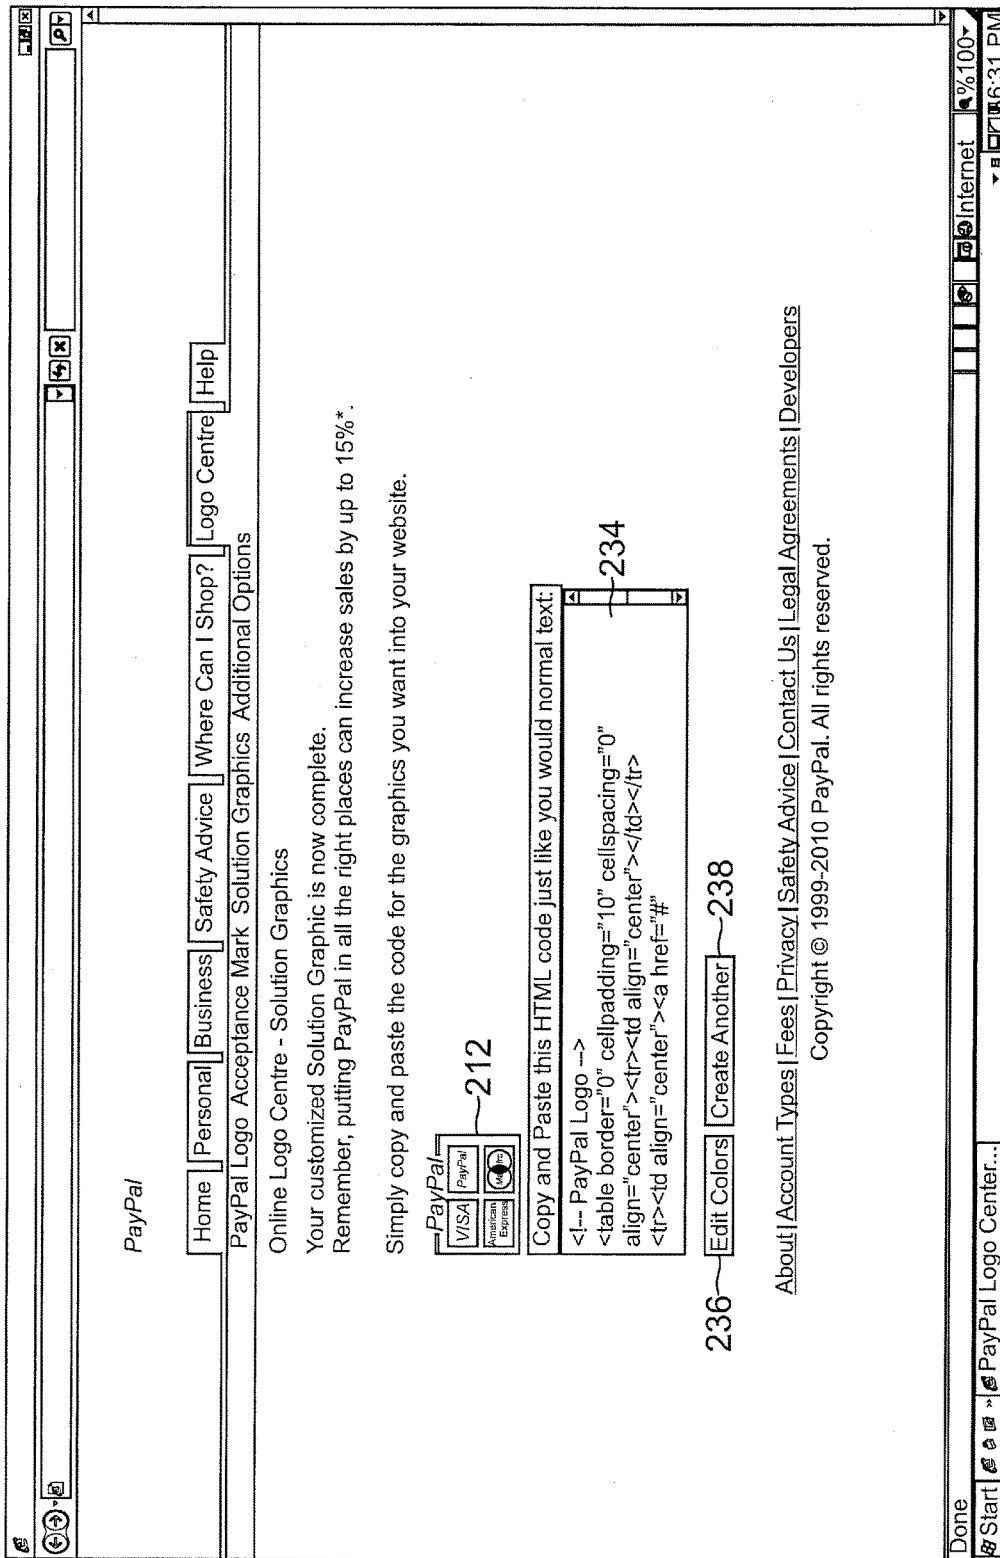 PayPal
Home Personal Business Safety Advice Where Can I Shop? Logo Centre Help
PayPal Logo Acceptance Mark Solution Graphics Additional Options
Online Logo Centre - Solution Graphics
Your customized Solution Graphic is now complete.
Remember, putting PayPal in all the right places can increase sales by up to 15%*.
Simply copy and paste the code for the graphics you want into your website.
PayPal
212
VISA PayPal
American Express Maestro
Copy and Paste this HTML code just like you would normal text:
<!-- PayPal Logo --->
<table border="0" cellpadding="10" cellspacing="0"
align="center"><tr><td align="center"></td></tr>
<tr><td align="center"><a href="#"
234
236 Edit Colors Create Another 238
About | Account Types | Fees | Privacy | Safety Advice | Contact Us | Legal Agreements | Developers
Copyright © 1999-2010 PayPal. All rights reserved.
Done Internet %100
Start » PayPal Logo Center... 6:31 PM